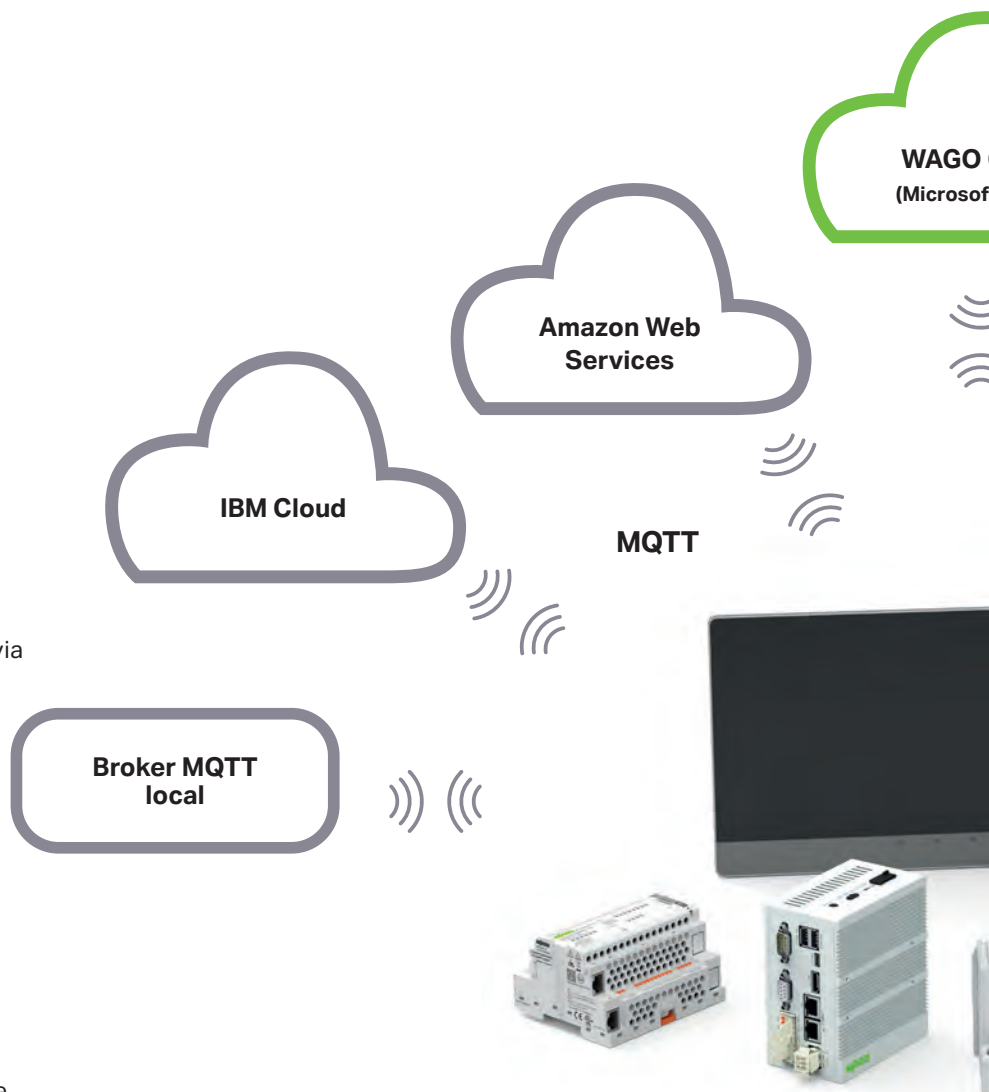 WAGO
(Microsof
Amazon Web
Services
IBM Cloud
MQTT
via
Broker MQTT
local